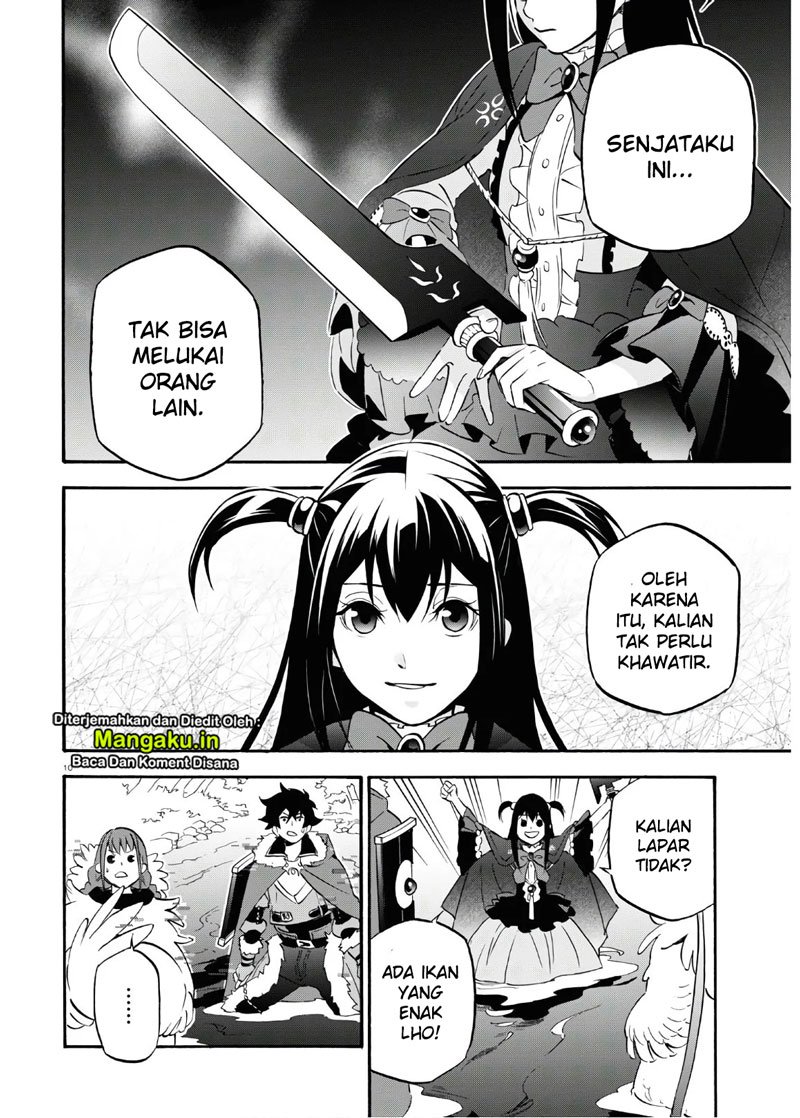 SENJATAKU
INI...
TAK BISA
MELUKAI
ORANG
LAIN.
OLEH
KARENA
ITU, KALIAN
TAK PERLU
KHAWATIR.
Diterjemahkan dan Diedit Oleh :
Mangaku.in
Baca Dan Koment Disana
10
KALIAN
LAPAR
TIDAK?
ADA IKAN
YANG
ENAK
LHO!
......